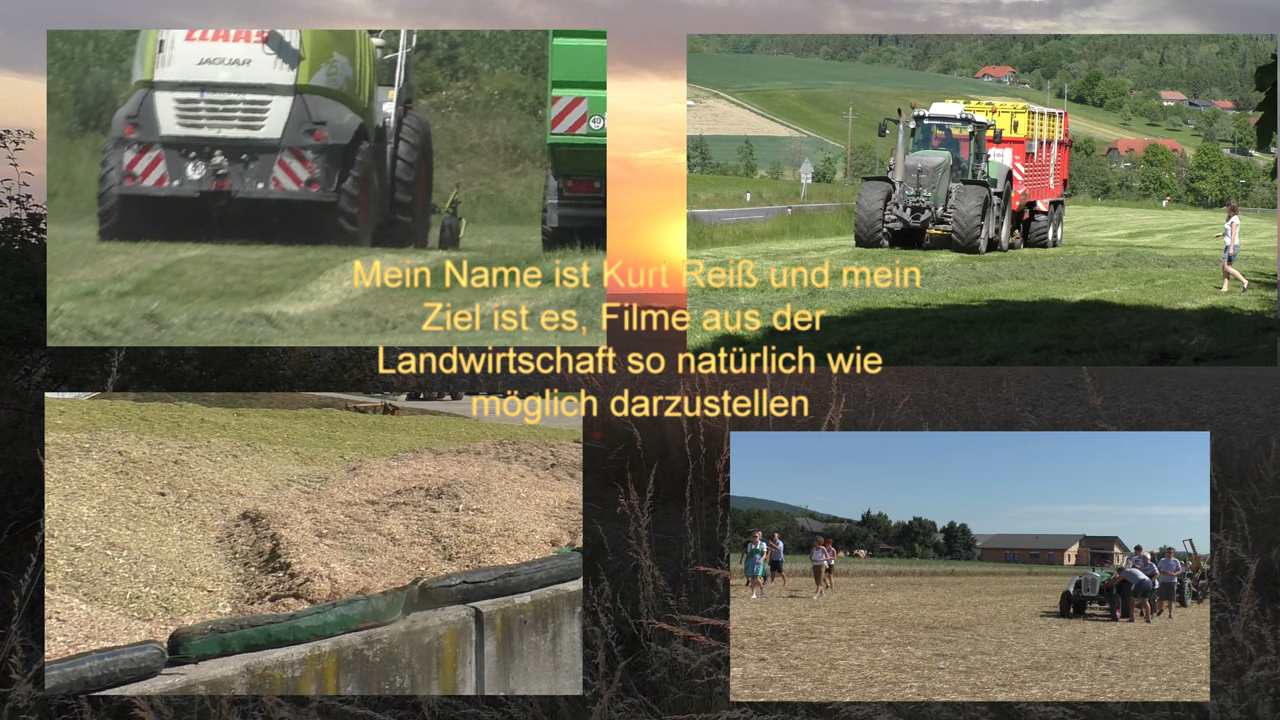 CLAAS
JAGUAR
40
Mein Name ist Kurt Reiß und mein
Ziel ist es, Filme aus der
Landwirtschaft so natürlich wie
möglich darzustellen